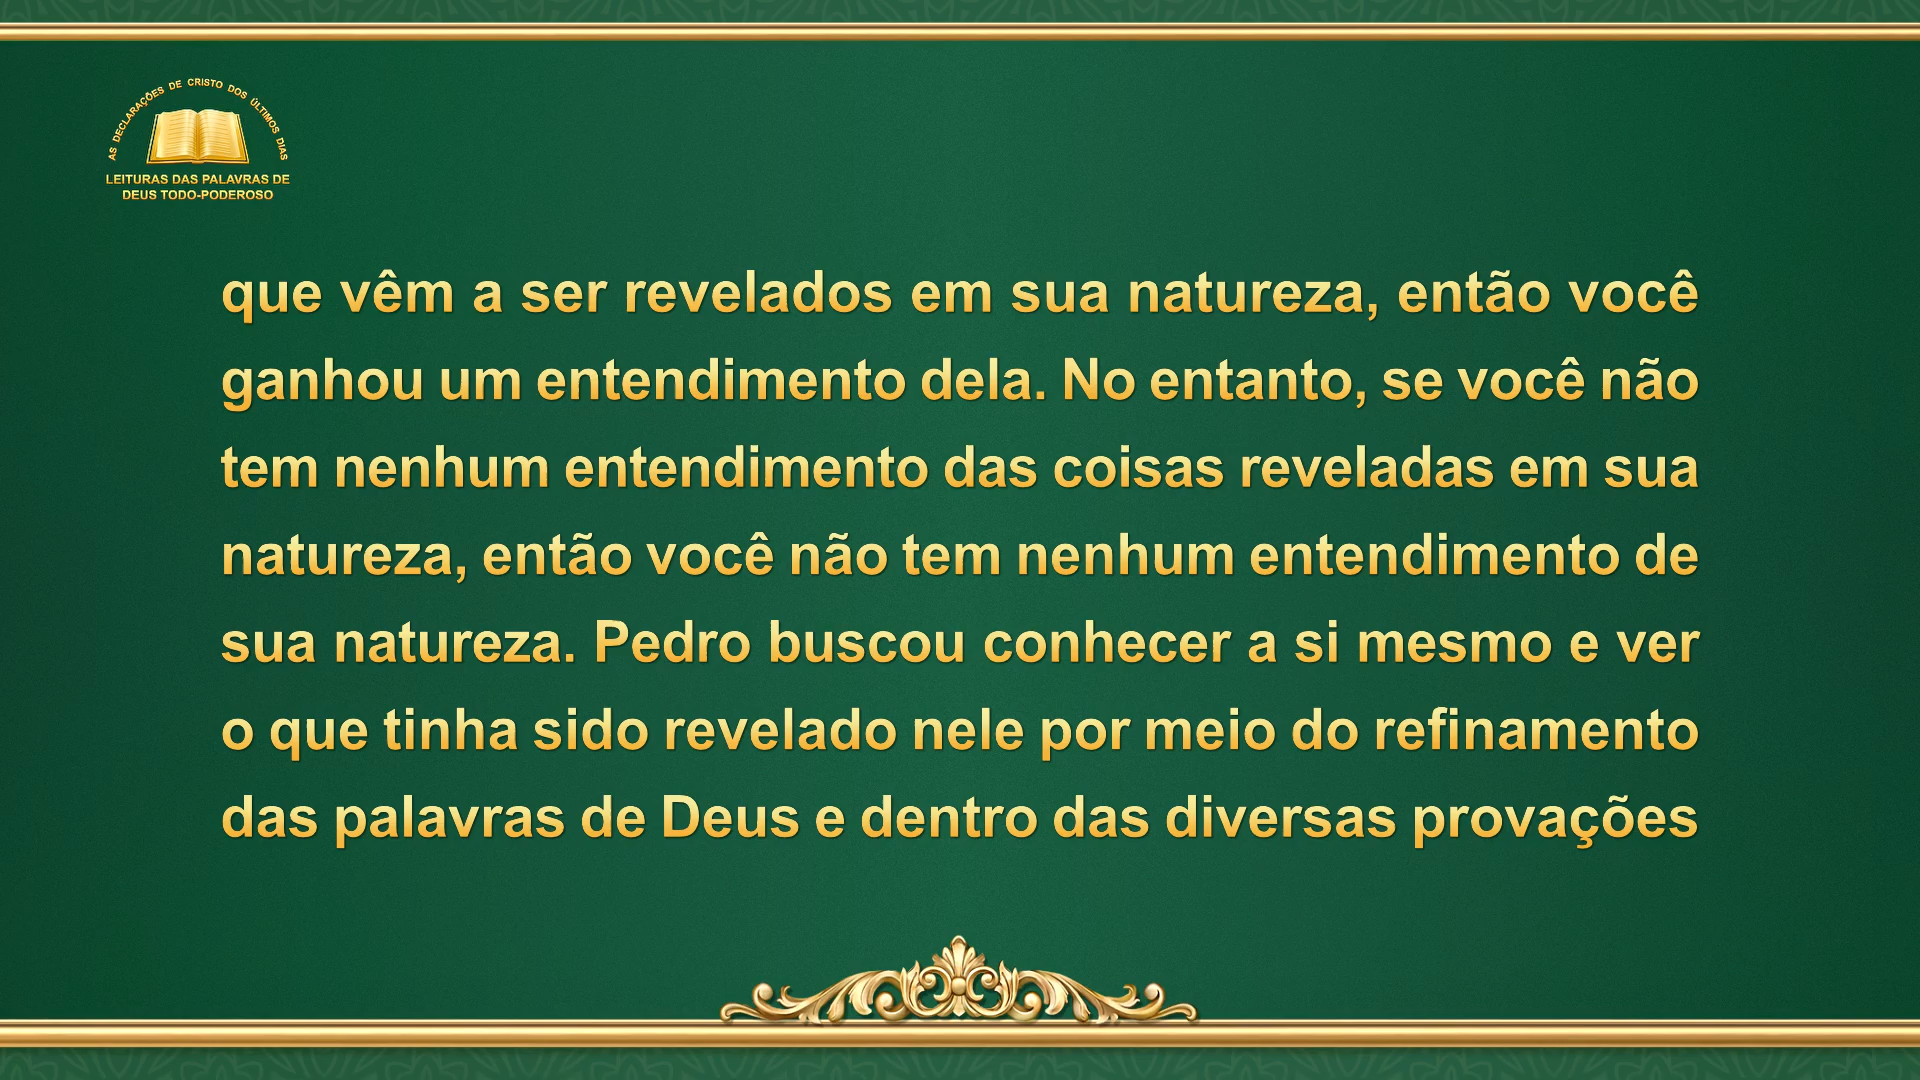 AS DECLARAÇÕES DE CRISTO DOS ÚLTIMOS DIAS
LEITURAS DAS PALAVRAS DE
DEUS TODO-PODEROSO
que vêm a ser revelados em sua natureza, então você
ganhou um entendimento dela. No entanto, se você não
tem nenhum entendimento das coisas reveladas em sua
natureza, então você não tem nenhum entendimento de
sua natureza. Pedro buscou conhecer a si mesmo e ver
o que tinha sido revelado nele por meio do refinamento
das palavras de Deus e dentro das diversas provações